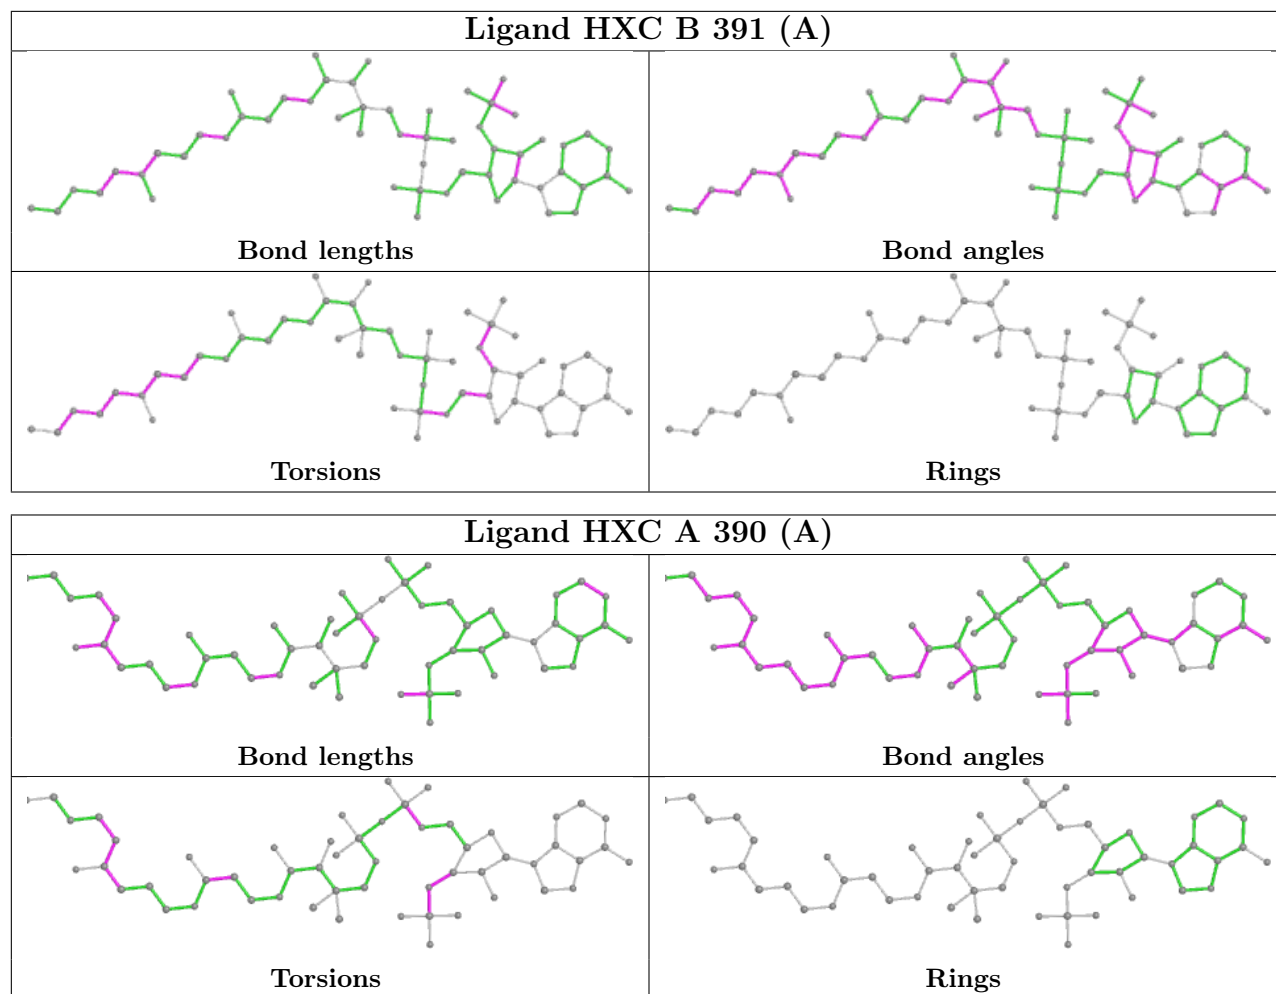 Ligand HXC B 391 (A)
Bond lengths
Bond angles
Torsions
Rings
Ligand HXC A 390 (A)
Bond lengths
Bond angles
Torsions
Rings